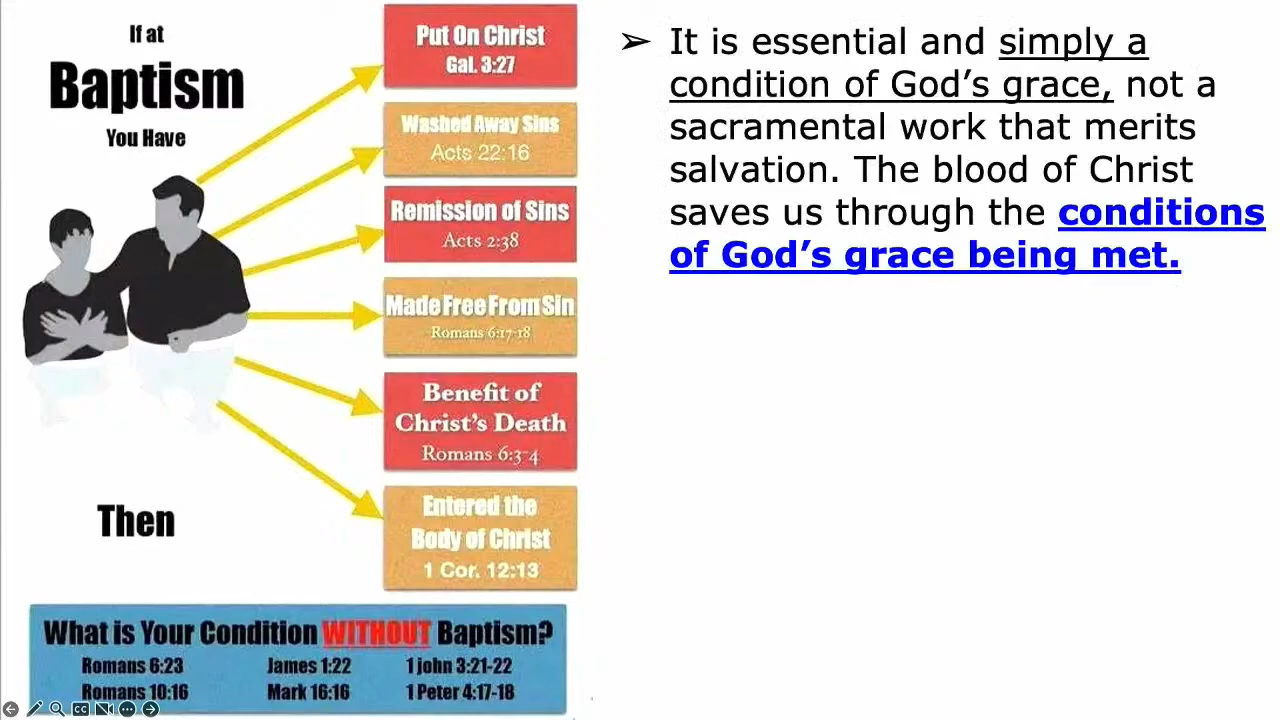 If at
Baptism
You Have
Put On Christ
Gal. 3:27
Washed Away Sins
Acts 22:16
Remission of Sins
Acts 2:38
Made Free From Sin
Romans 6:17-18
Benefit of
Christ's Death
Romans 6:3-4
Entered the
Body of Christ
1 Cor. 12:13
Then
What is Your Condition WITHOUT Baptism?
Romans 6:23 James 1:22 1 john 3:21-22
Romans 10:16 Mark 16:16 1 Peter 4:17-18
➢ It is essential and simply a
condition of God’s grace, not a
sacramental work that merits
salvation. The blood of Christ
saves us through the conditions
of God’s grace being met.
CC